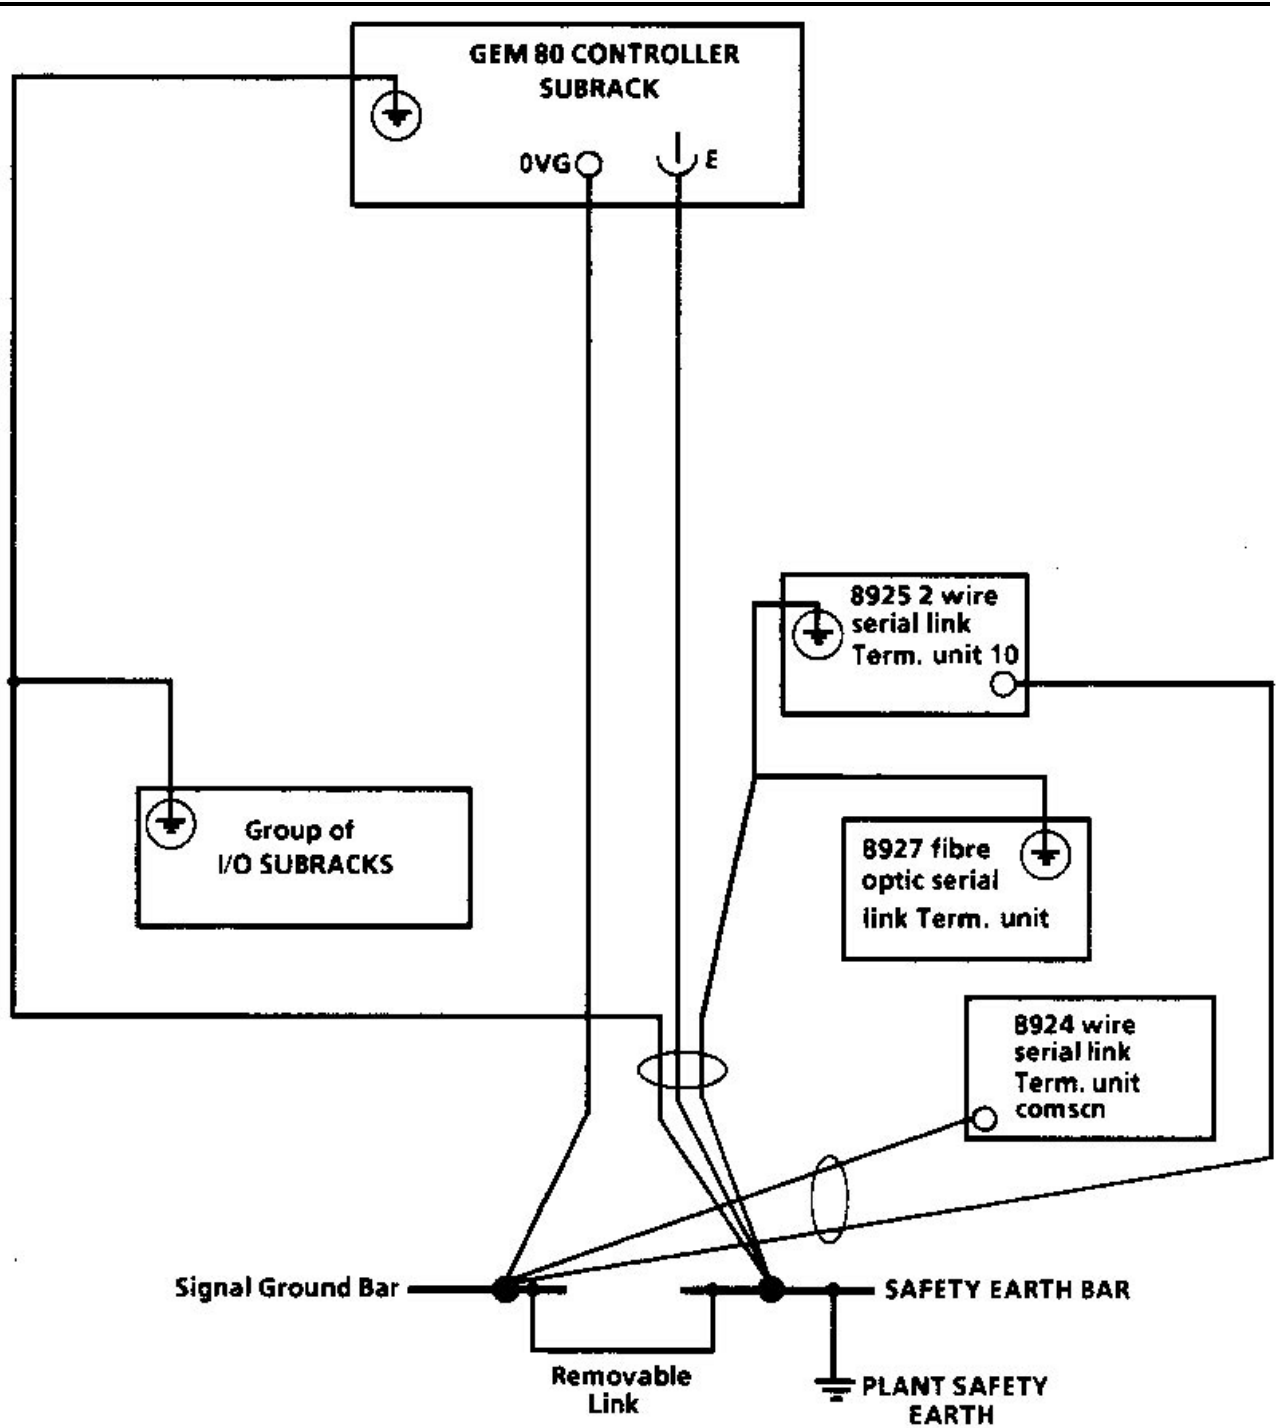 GEM 80 CONTROLLER
SUBRACK
0VG
E
8925 2 wire
serial link
Term. unit 10
Group of
I/O SUBRACKS
8927 fibre
optic serial
link Term. unit
8924 wire
serial link
Term. unit
comscn
Signal Ground Bar
SAFETY EARTH BAR
Removable
Link
PLANT SAFETY
EARTH